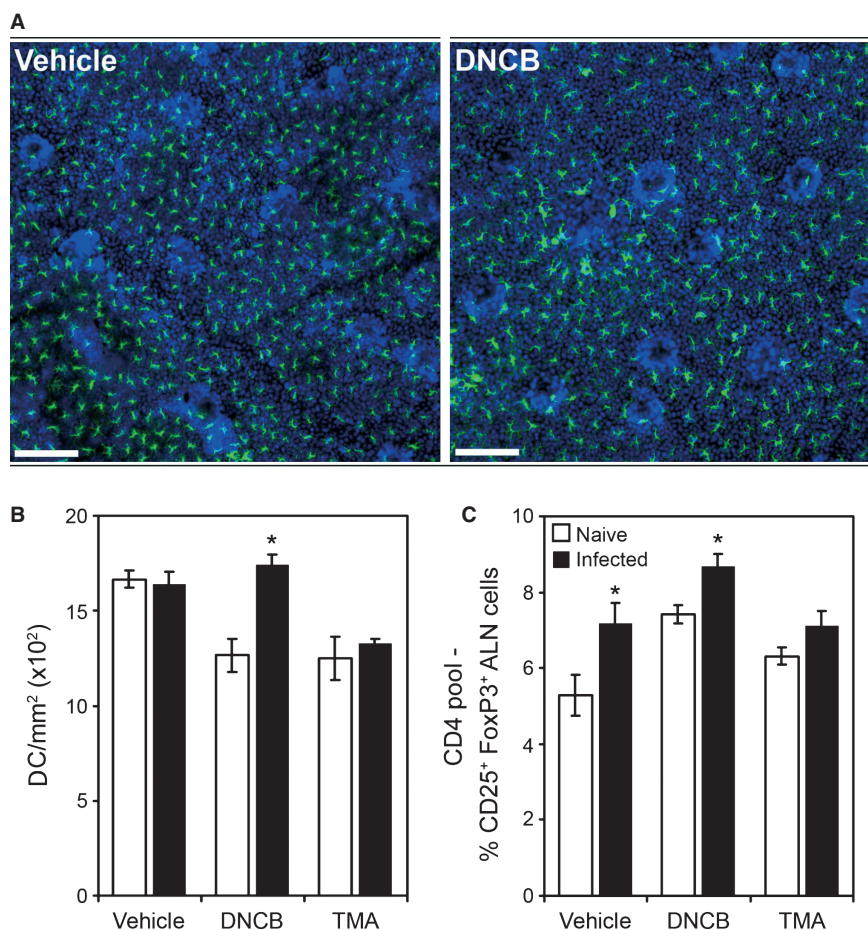 A
Vehicle
DNCB
B
20
15
10
5
0
DC/mm² (x10²)
*
Vehicle
DNCB
TMA
C
10
8
6
4
2
0
CD4 pool -
% CD25⁺ FoxP3⁺ ALN cells
Naive
Infected
*
*
Vehicle
DNCB
TMA